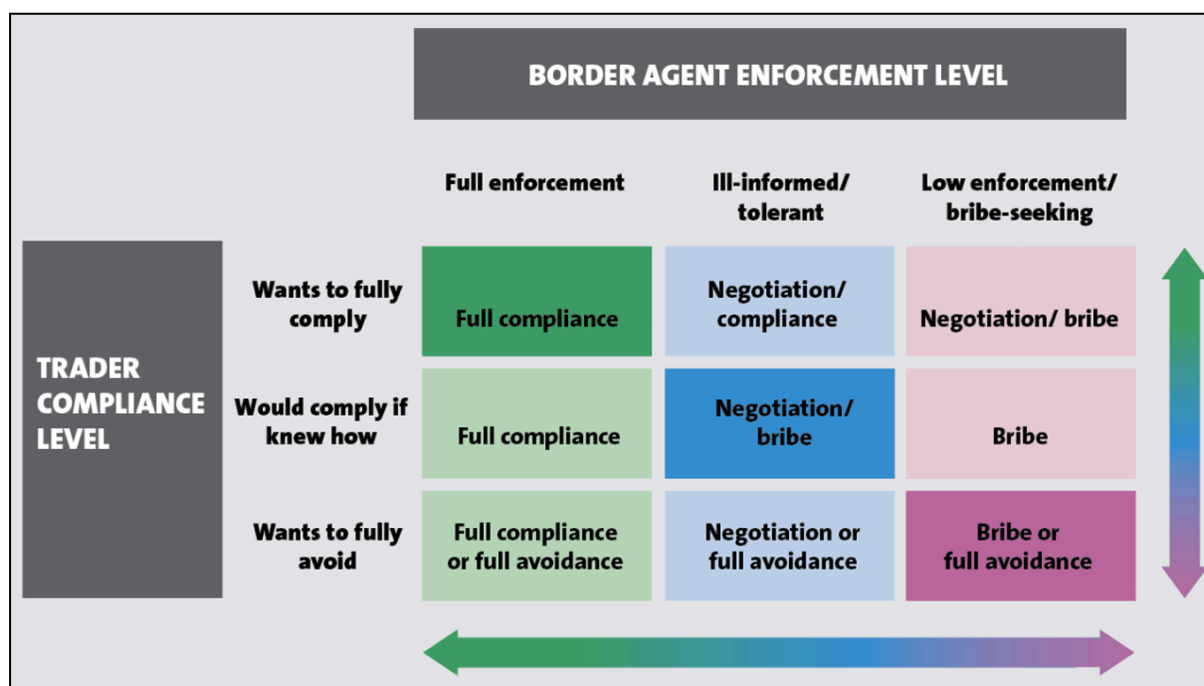 BORDER AGENT ENFORCEMENT LEVEL
Full enforcement
Ill-informed/
tolerant
Low enforcement/
bribe-seeking
TRADER
COMPLIANCE
LEVEL
Wants to fully
comply
Full compliance
Negotiation/
compliance
Negotiation/ bribe
Would comply if
knew how
Full compliance
Negotiation/
bribe
Bribe
Wants to fully
avoid
Full compliance
or full avoidance
Negotiation or
full avoidance
Bribe or
full avoidance